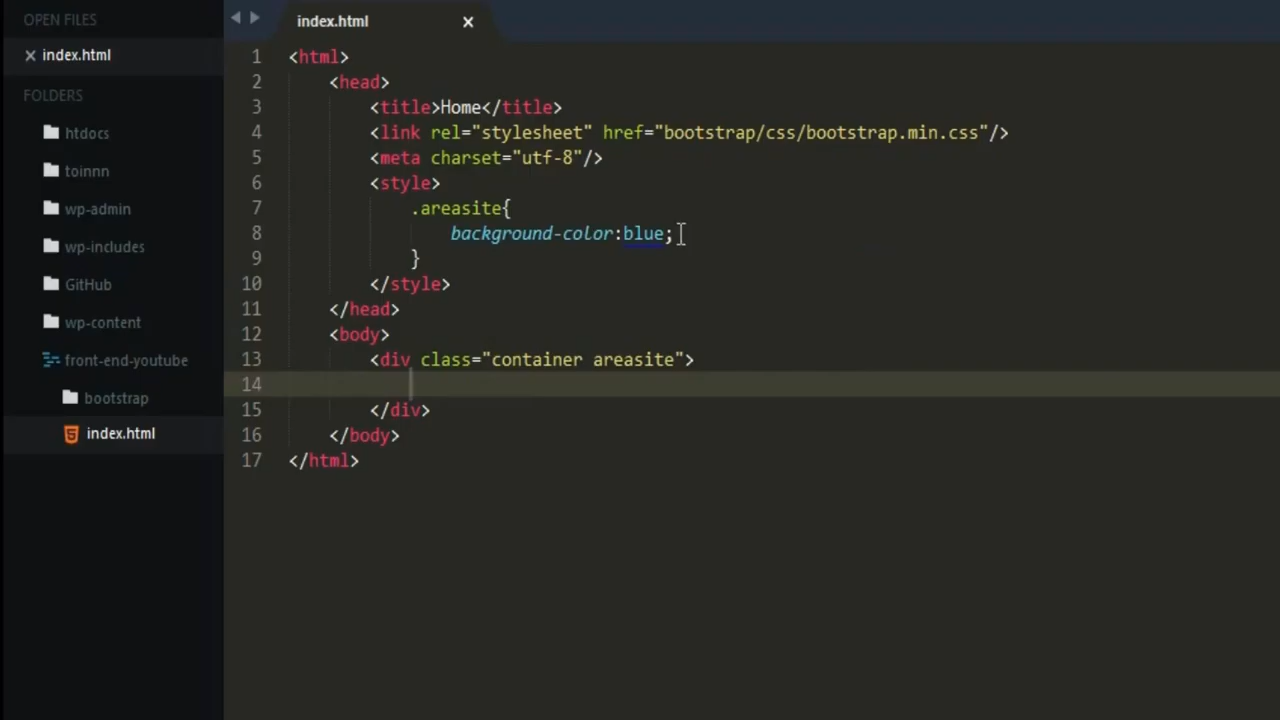 OPEN FILES
index.html
FOLDERS
htdocs
toinnn
wp-admin
wp-includes
GitHub
wp-content
front-end-youtube
bootstrap
index.html
index.html
1 <html>
2 <head>
3 <title>Home</title>
4 <link rel="stylesheet" href="bootstrap/css/bootstrap.min.css"/>
5 <meta charset="utf-8"/>
6 <style>
7 .areasite{
8 background-color:blue;
9 }
10 </style>
11 </head>
12 <body>
13 <div class="container areasite">
14
15 </div>
16 </body>
17 </html>